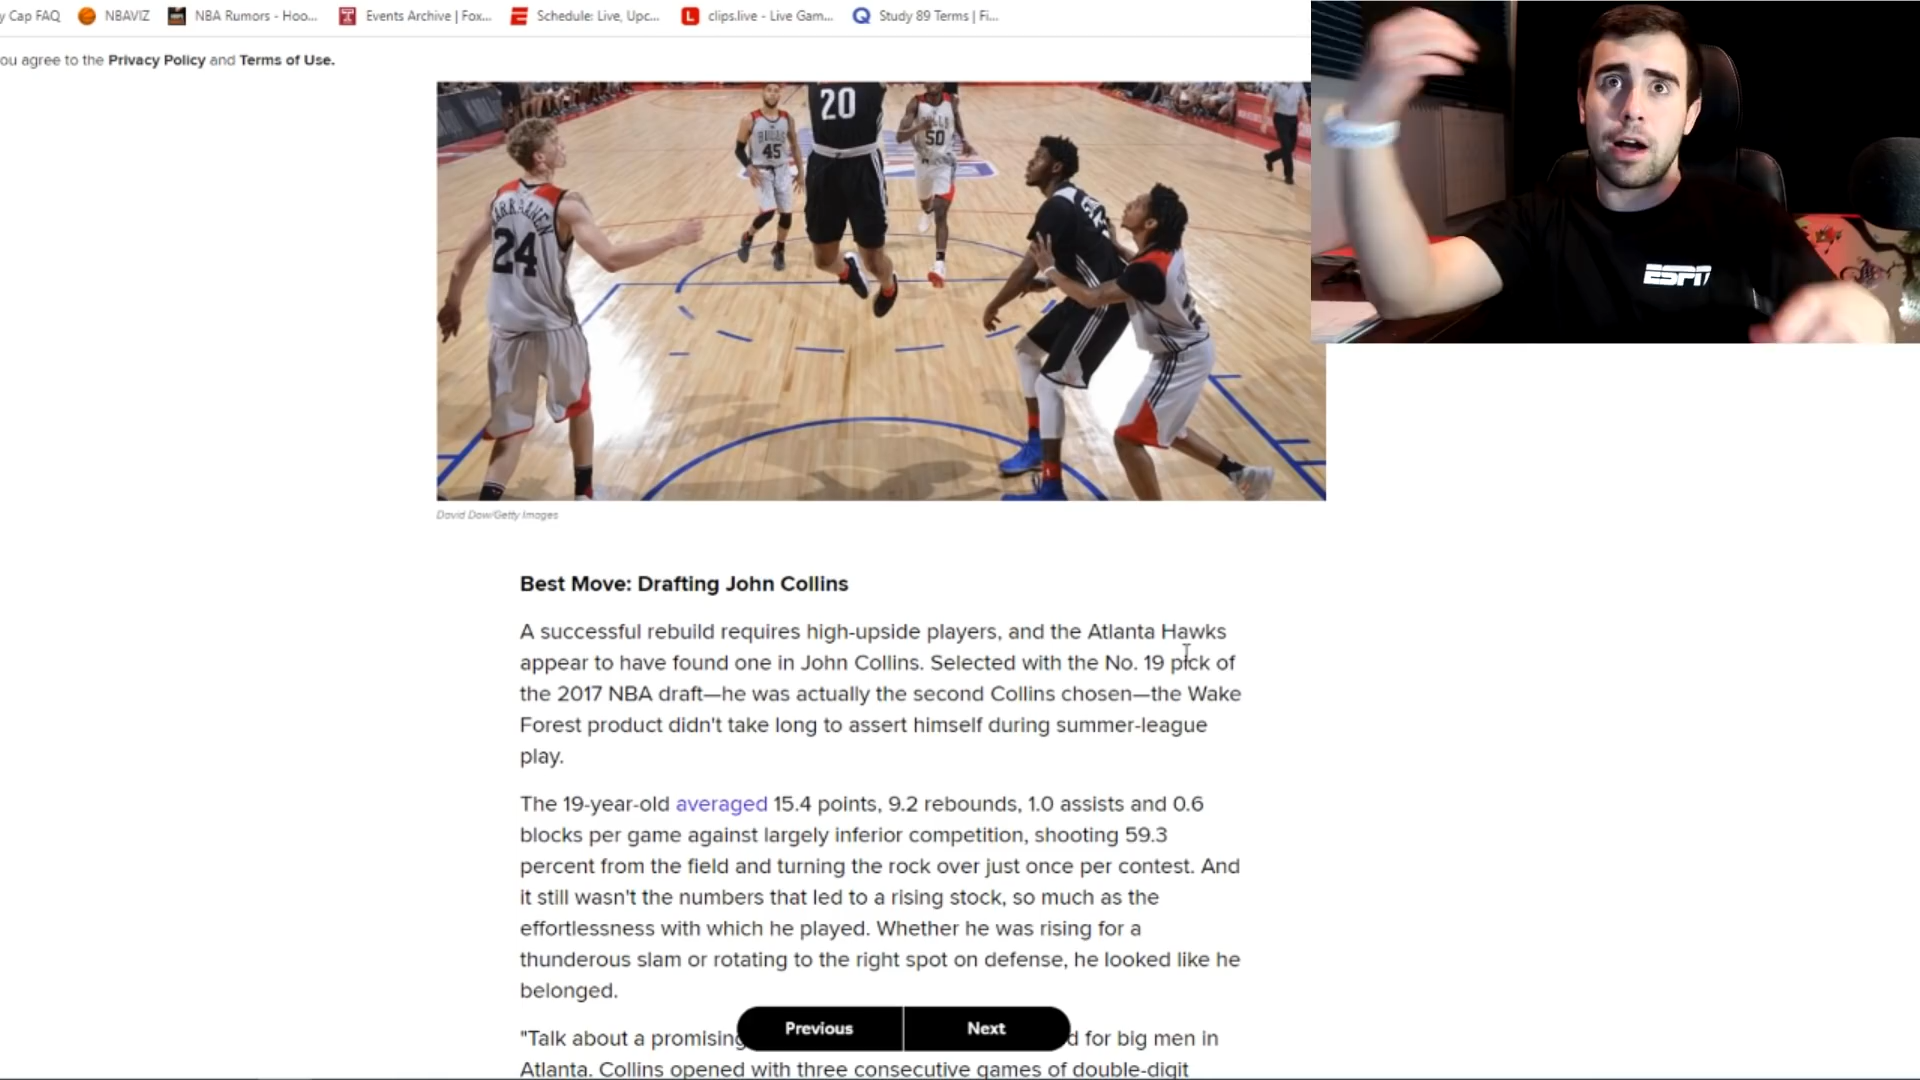 y Cap FAQ NBAVIZ NBA Rumors - Hoo... Events Archive | Fox... Schedule: Live, Upc... clips.live - Live Gam... Study 89 Terms | Fi...
ou agree to the Privacy Policy and Terms of Use.
20
BULLS
45
50
24
ESPN
David Dow/Getty Images
Best Move: Drafting John Collins
A successful rebuild requires high-upside players, and the Atlanta Hawks
appear to have found one in John Collins. Selected with the No. 19 pick of
the 2017 NBA draft—he was actually the second Collins chosen—the Wake
Forest product didn't take long to assert himself during summer-league
play.
The 19-year-old averaged 15.4 points, 9.2 rebounds, 1.0 assists and 0.6
blocks per game against largely inferior competition, shooting 59.3
percent from the field and turning the rock over just once per contest. And
it still wasn't the numbers that led to a rising stock, so much as the
effortlessness with which he played. Whether he was rising for a
thunderous slam or rotating to the right spot on defense, he looked like he
belonged.
Previous Next
"Talk about a promising d for big men in
Atlanta. Collins opened with three consecutive games of double-digit